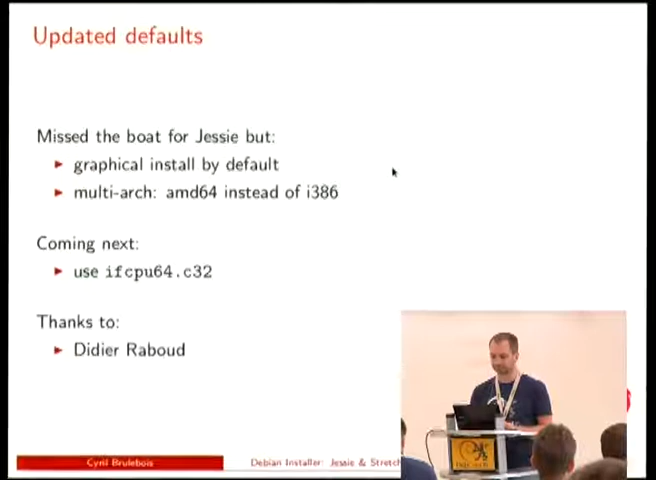 Updated defaults
Missed the boat for Jessie but:
graphical install by default
multi-arch: amd64 instead of i386
Coming next:
use ifcpu64.c32
Thanks to:
Didier Raboud
Cyril Brulebois
Debian Installer: Jessie & Stretch